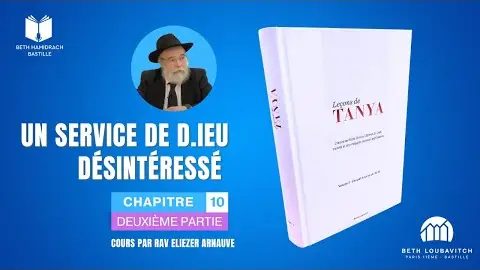 BETH HAMIDRACH
BASTILLE
UN SERVICE DE D.IEU
DÉSINTÉRESSÉ
CHAPITRE 10
DEUXIÈME PARTIE
COURS PAR RAV ELIEZER ARNAUVE
Leçons de
TANYA
TANYA
BETH LOUBAVITCH
PARIS 11ÈME - BASTILLE